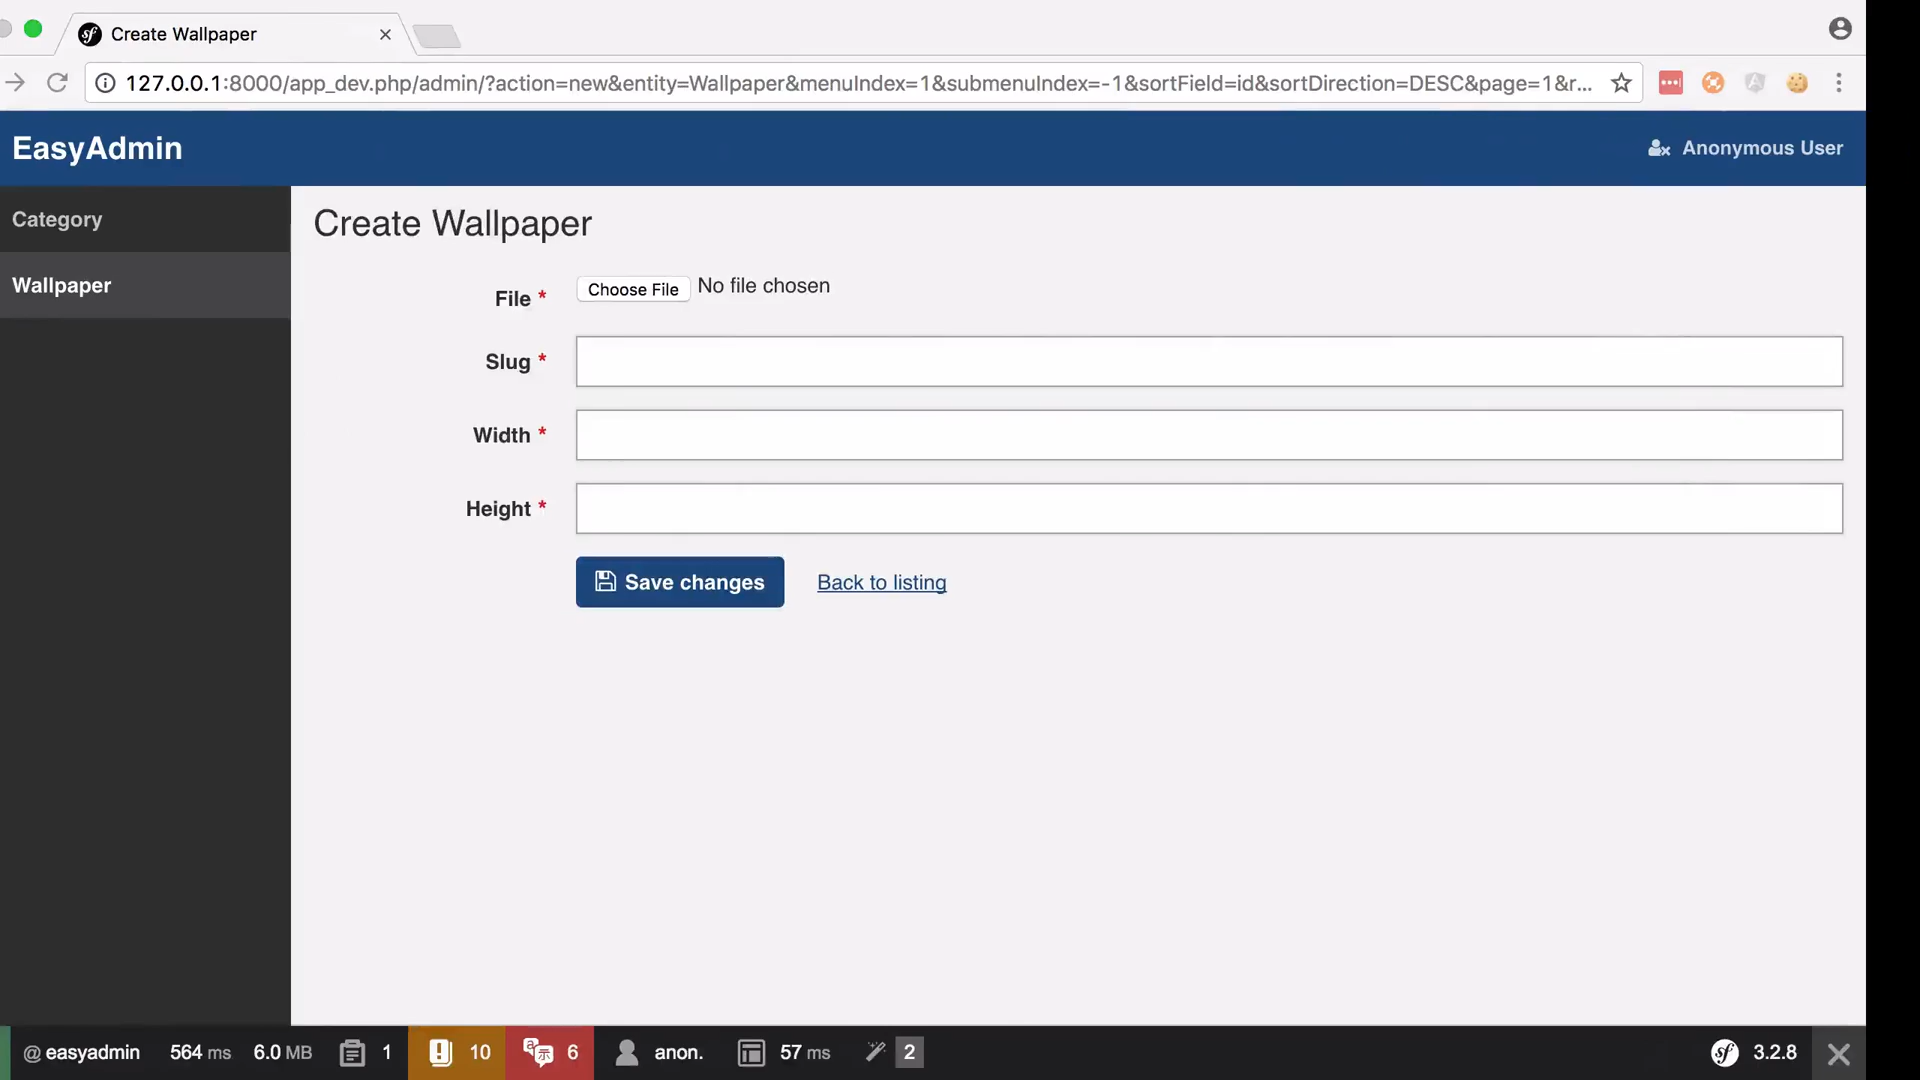 Create Wallpaper
127.0.0.1:8000/app_dev.php/admin/?action=new&entity=Wallpaper&menuIndex=1&submenuIndex=-1&sortField=id&sortDirection=DESC&page=1&r...
EasyAdmin
Anonymous User
Category
Wallpaper
Create Wallpaper
File *
Choose File No file chosen
Slug *
Width *
Height *
Save changes
Back to listing
@ easyadmin 564 ms 6.0 MB 1 10 6 anon. 57 ms 2 3.2.8